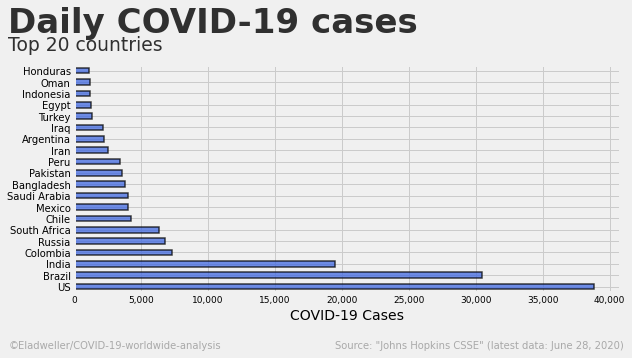 Daily COVID-19 cases
Top 20 countries
Honduras
Oman
Indonesia
Egypt
Turkey
Iraq
Argentina
Iran
Peru
Pakistan
Bangladesh
Saudi Arabia
Mexico
Chile
South Africa
Russia
Colombia
India
Brazil
US
0 5,000 10,000 15,000 20,000 25,000 30,000 35,000 40,000
COVID-19 Cases
©Eladweller/COVID-19-worldwide-analysis Source: "Johns Hopkins CSSE" (latest data: June 28, 2020)